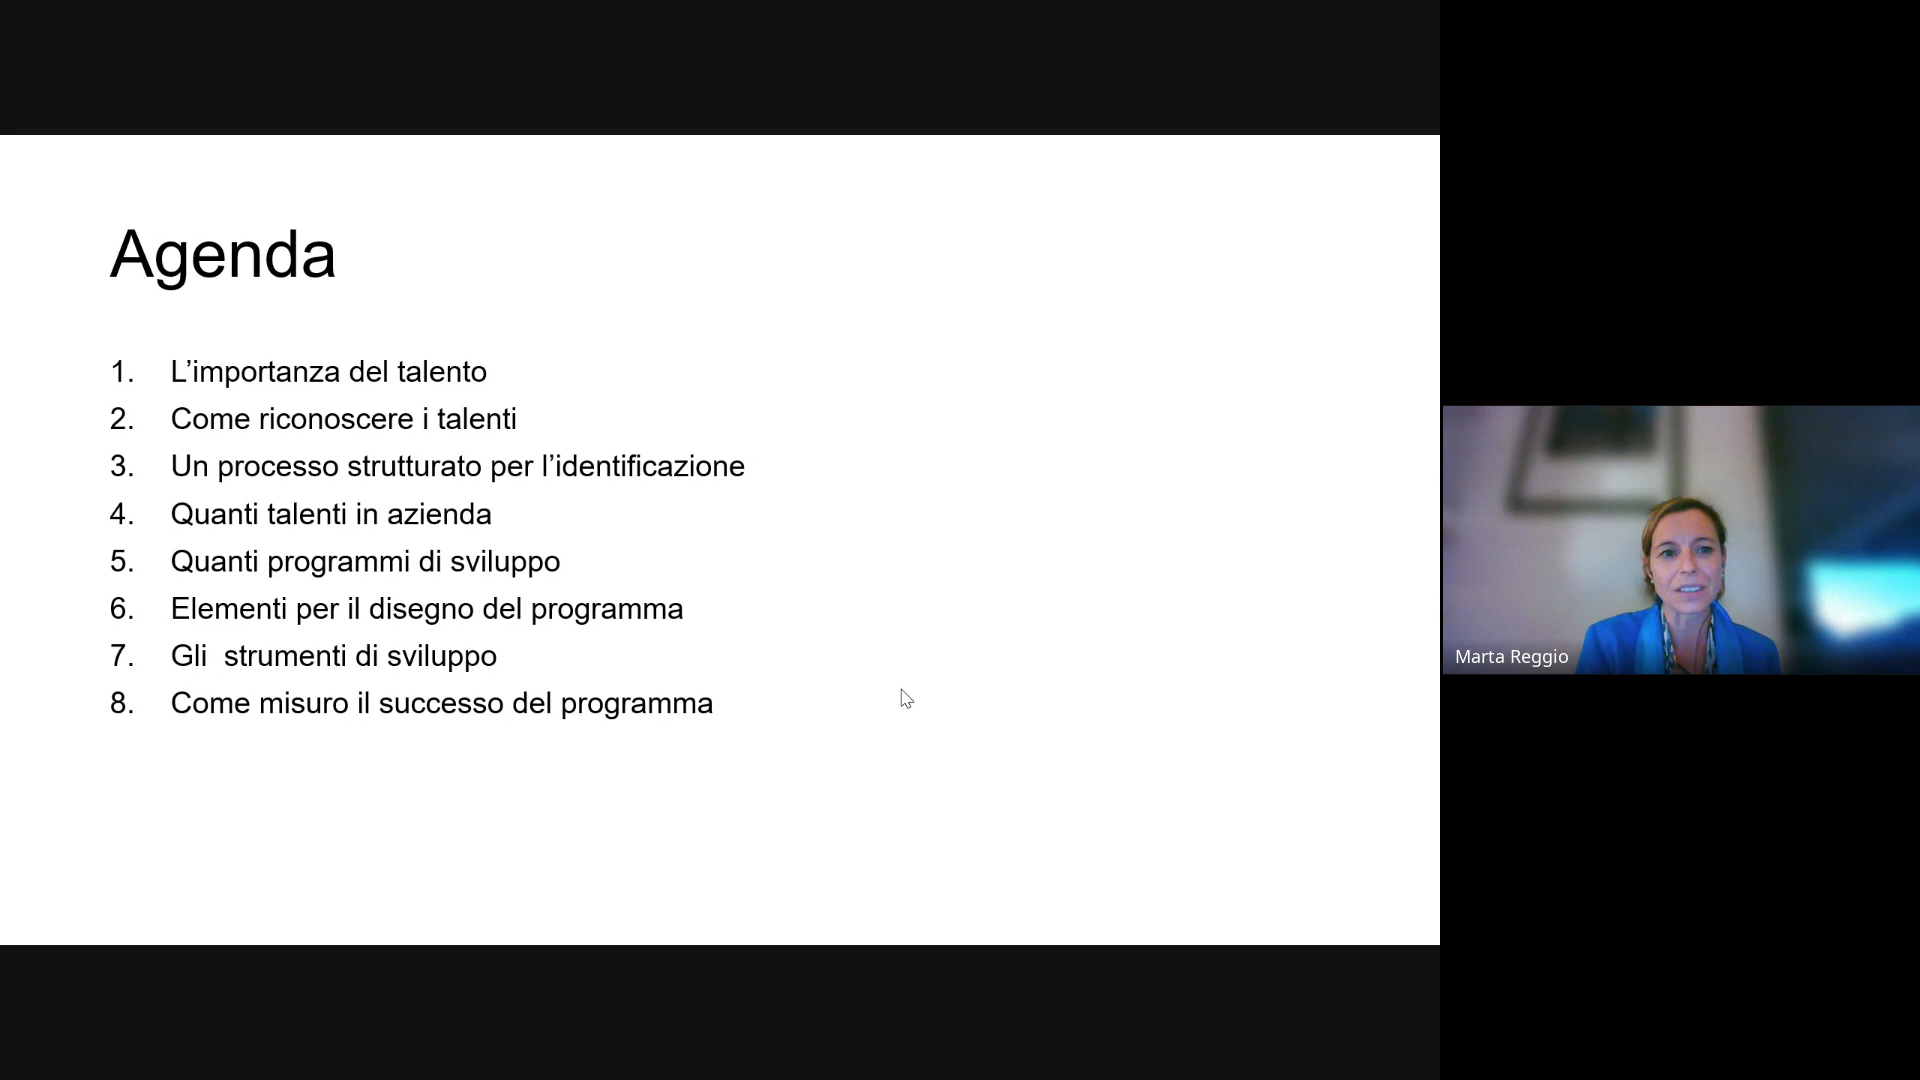 Agenda
1. L’importanza del talento
2. Come riconoscere i talenti
3. Un processo strutturato per l’identificazione
4. Quanti talenti in azienda
5. Quanti programmi di sviluppo
6. Elementi per il disegno del programma
7. Gli  strumenti di sviluppo
8. Come misuro il successo del programma
Marta Reggio